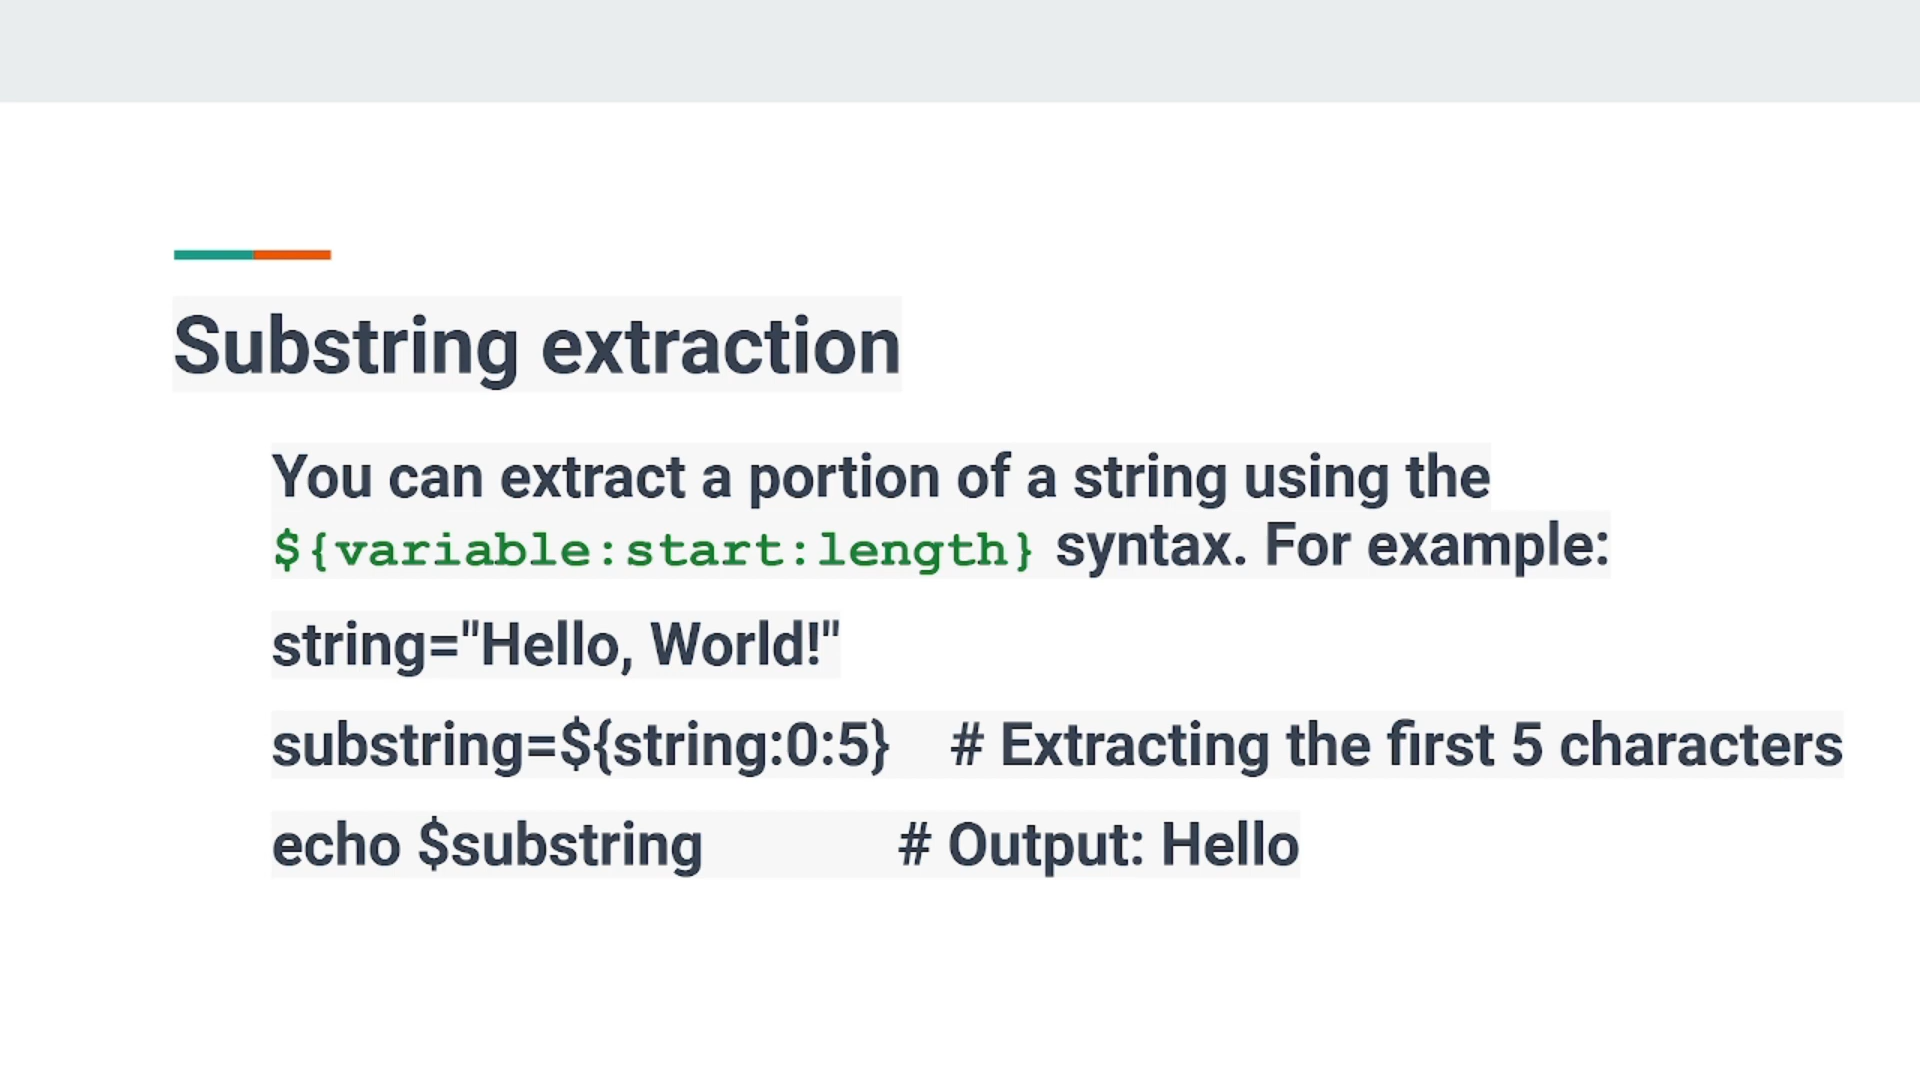 Substring extraction
You can extract a portion of a string using the
${variable:start:length} syntax. For example:
string="Hello, World!"
substring=${string:0:5}    # Extracting the first 5 characters
echo $substring             # Output: Hello